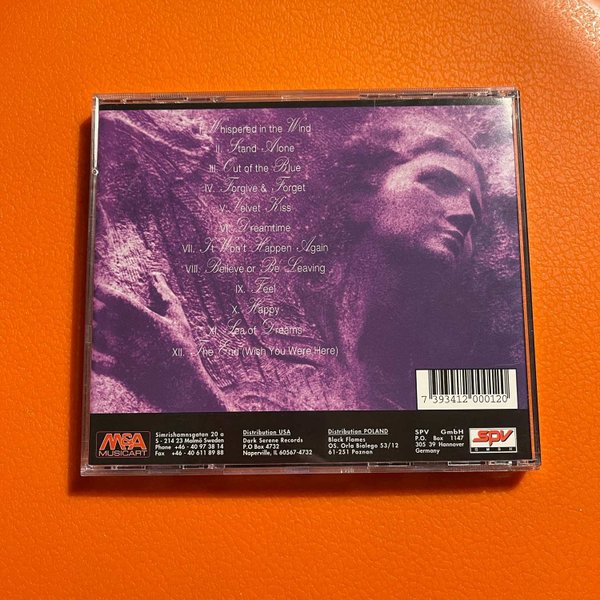 I. Whispered in the Wind
II. Stand Alone
III. Out of the Blue
IV. Forgive & Forget
V. Velvet Kiss
VI. Dreamtime
VII. It Won't Happen Again
VIII. Believe or Be Leaving
IX. Feel
X. Happy
XI. Sea of Dreams
XII. The End (Wish You Were Here)
7 393412 000120
M&A
MUSICART
Simrishamnsgatan 20 a
S - 214 23 Malmö Sweden
Phone +46 - 40 97 38 14
Fax +46 - 40 611 89 88
Distribution USA
Dark Serene Records
P.O Box 4732
Naperville, IL 60567-4732
Distribution POLAND
Black Flames
OS. Orla Bialego 53/12
61-251 Poznan
SPV GmbH
P.O. Box 1147
305 39 Hannover
Germany
SPV
GMBH